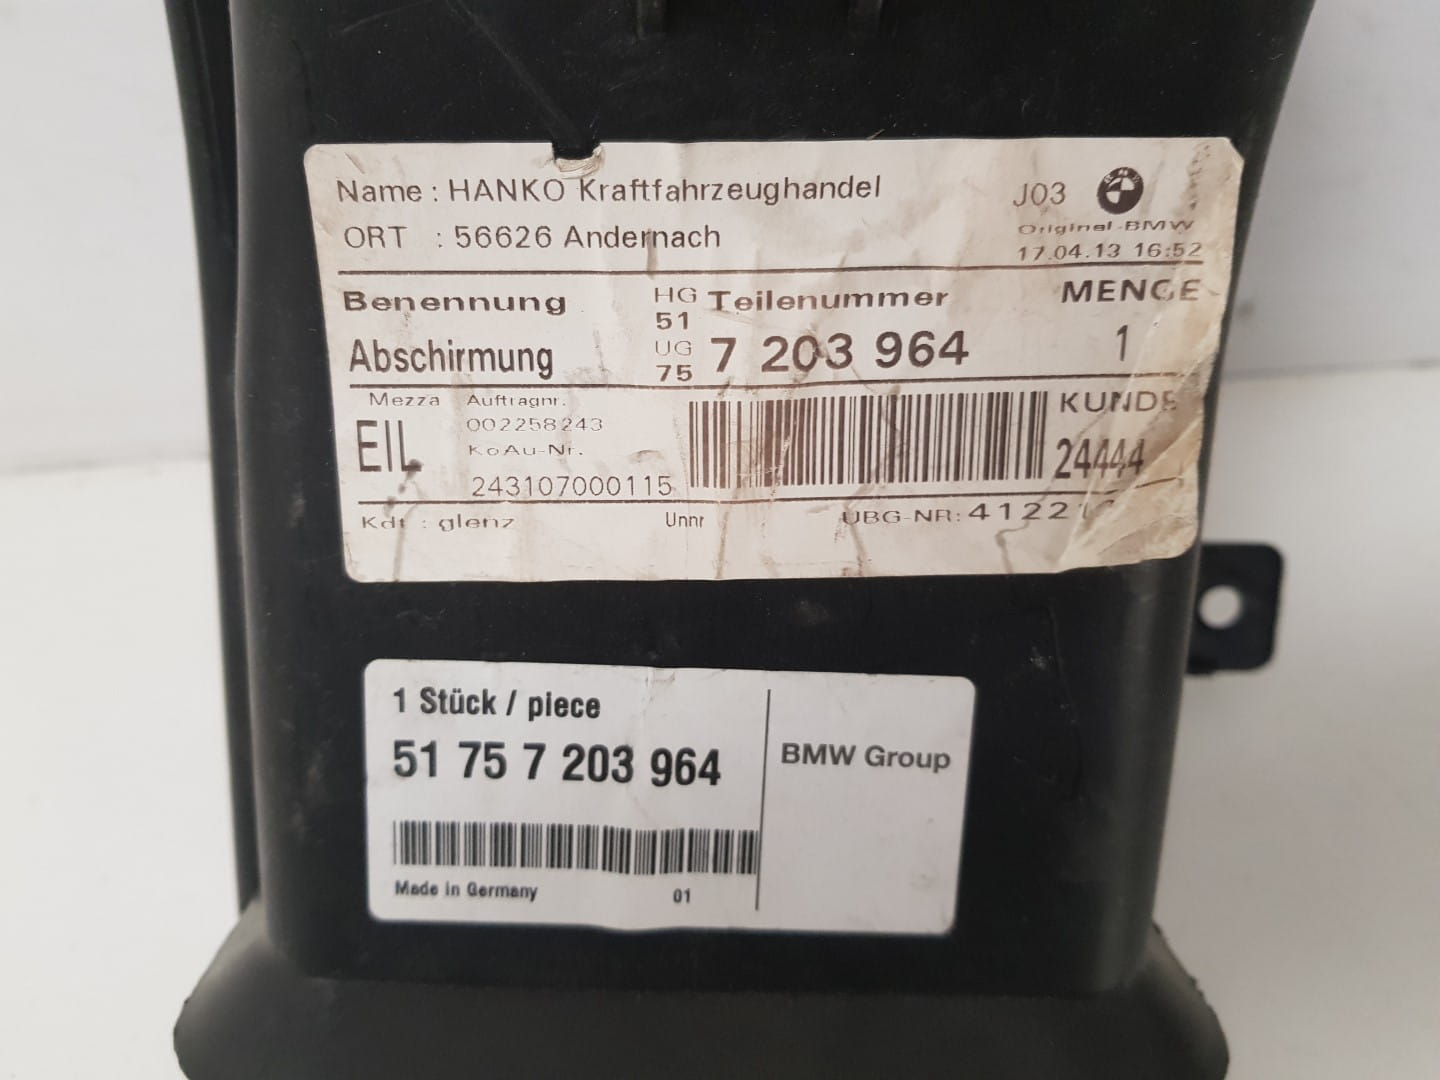 Name : HANKO Kraftfahrzeughandel
J03
ORT : 56626 Andernach
Original-BMW
17.04.13 16:52
Benennung HG Teilenummer MENGE
51
Abschirmung UG 7 203 964 1
75
Mezza Auftragnr. KUNDE
002258243
EIL KoAu-Nr. 24444
243107000115
Kdt : glenz Unnr UBG-NR:
1 Stück / piece
51 75 7 203 964
BMW Group
Made in Germany 01